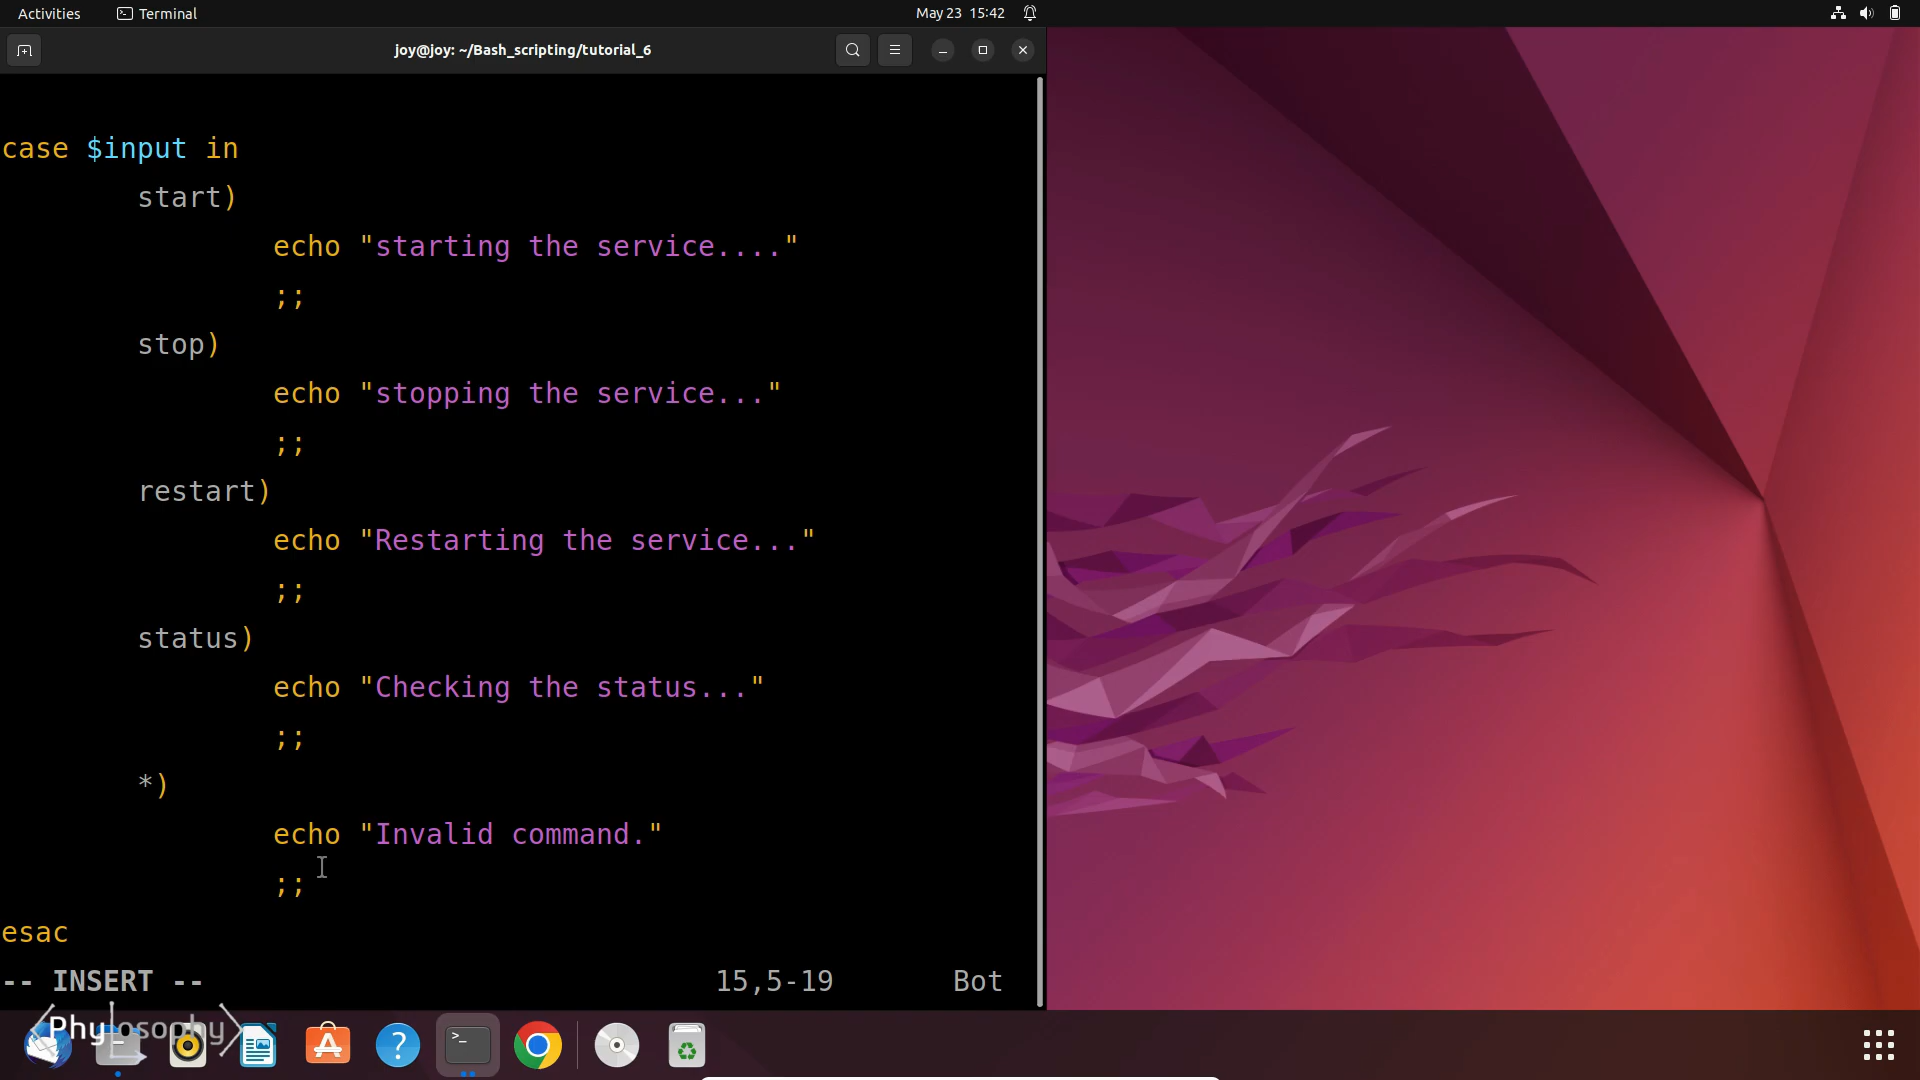 Activities Terminal May 23 15:42
joy@joy: ~/Bash_scripting/tutorial_6
case $input in
start)
echo "starting the service...."
;;
stop)
echo "stopping the service..."
;;
restart)
echo "Restarting the service..."
;;
status)
echo "Checking the status..."
;;
*)
echo "Invalid command."
;;
esac
-- INSERT -- 15,5-19 Bot
Phylosophy